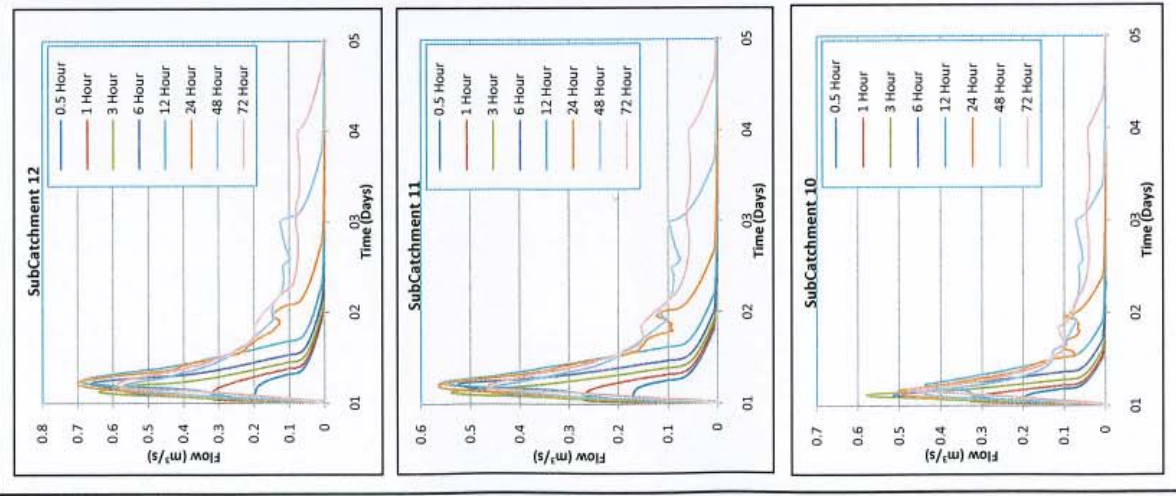 SubCatchment 12
Flow (m³/s)
0.8
0.7
0.6
0.5
0.4
0.3
0.2
0.1
0
01
02
03
04
05
Time (Days)
0.5 Hour
1 Hour
3 Hour
6 Hour
12 Hour
24 Hour
48 Hour
72 Hour
SubCatchment 11
Flow (m³/s)
0.6
0.5
0.4
0.3
0.2
0.1
0
01
02
03
04
05
Time (Days)
0.5 Hour
1 Hour
3 Hour
6 Hour
12 Hour
24 Hour
48 Hour
72 Hour
SubCatchment 10
Flow (m³/s)
0.7
0.6
0.5
0.4
0.3
0.2
0.1
0
01
02
03
04
05
Time (Days)
0.5 Hour
1 Hour
3 Hour
6 Hour
12 Hour
24 Hour
48 Hour
72 Hour